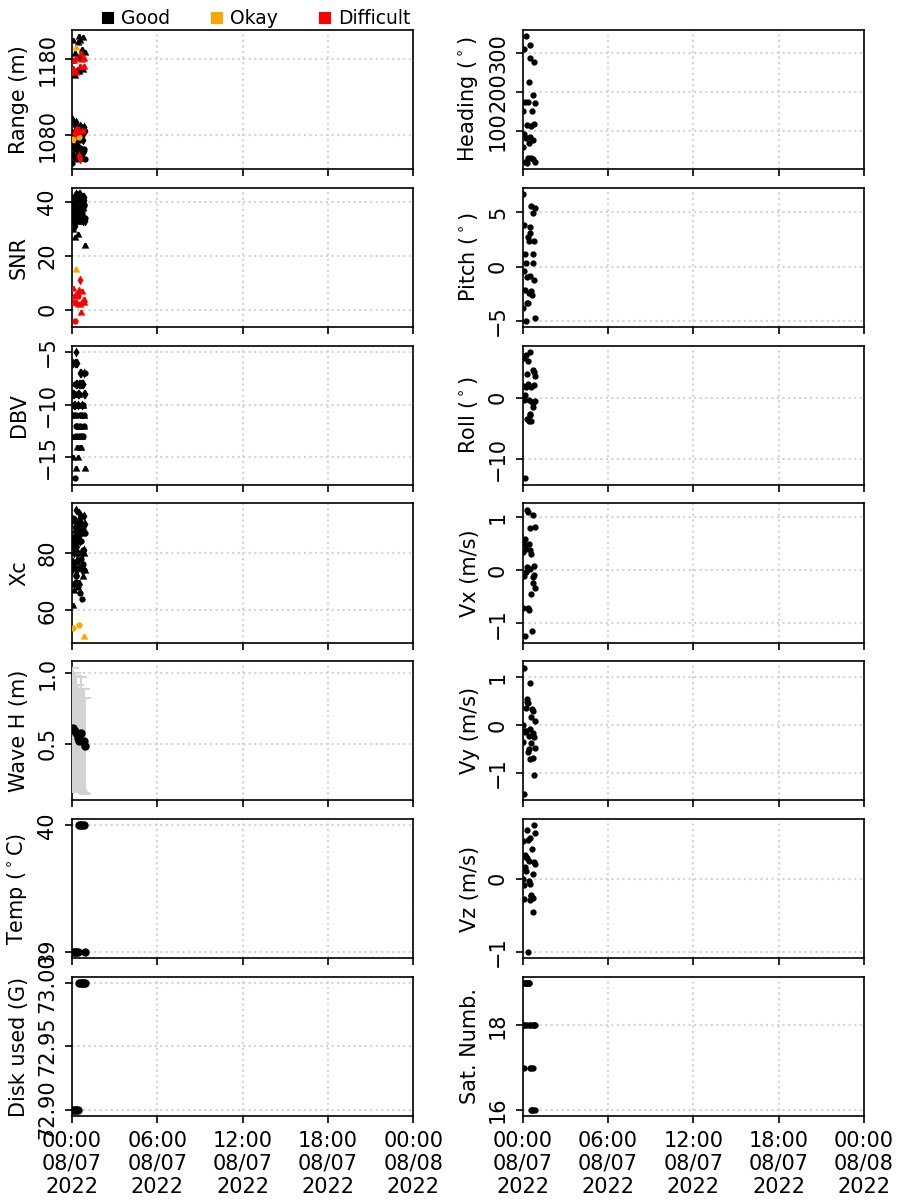 Good Okay Difficult
Range (m)
1180
1080
Heading (°)
300
200
100
SNR
40
20
0
Pitch (°)
5
0
−5
DBV
−5
−10
−15
Roll (°)
0
−10
Xc
80
60
Vx (m/s)
1
0
−1
Wave H (m)
1.0
0.5
Vy (m/s)
1
0
−1
Temp (°C)
40
39
Vz (m/s)
0
−1
Disk used (G)
73.00
72.95
72.90
Sat. Numb.
18
16
00:00 06:00 12:00 18:00 00:00
08/07 08/07 08/07 08/07 08/08
2022 2022 2022 2022 2022
00:00 06:00 12:00 18:00 00:00
08/07 08/07 08/07 08/07 08/08
2022 2022 2022 2022 2022